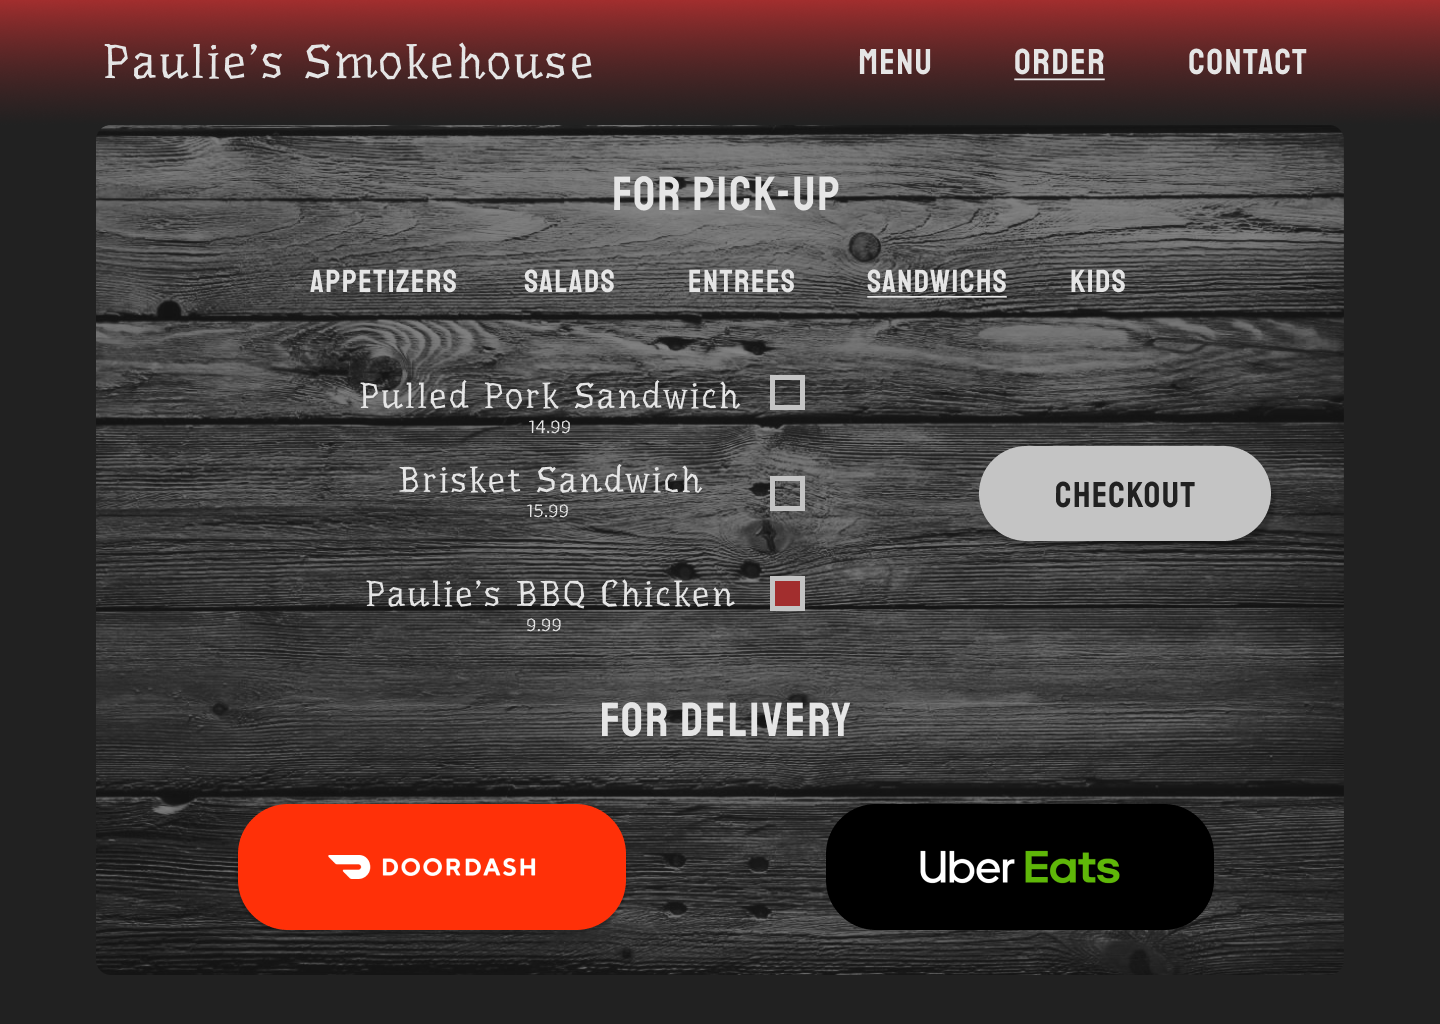 Paulie's Smokehouse MENU ORDER CONTACT
FOR PICK-UP
APPETIZERS SALADS ENTREES SANDWICHS KIDS
Pulled Pork Sandwich
14.99
Brisket Sandwich
15.99
CHECKOUT
Paulie's BBQ Chicken
9.99
FOR DELIVERY
DOORDASH Uber Eats